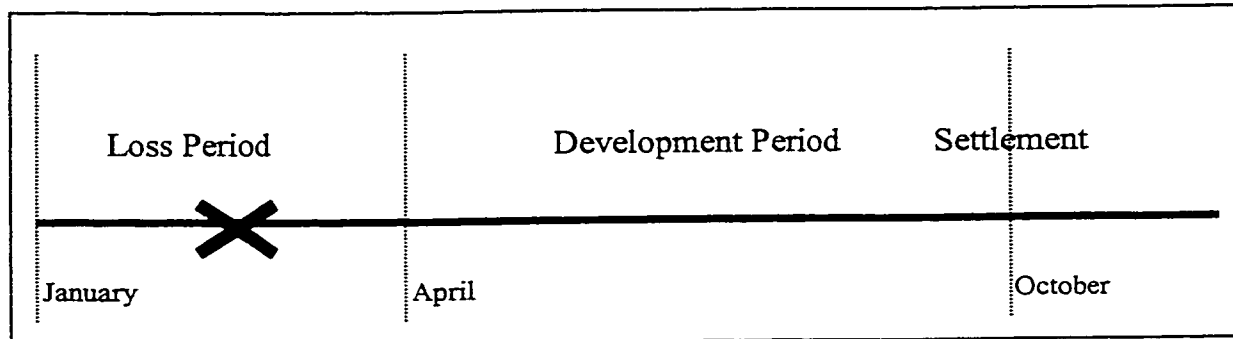 Loss Period
Development Period
Settlement
January
April
October